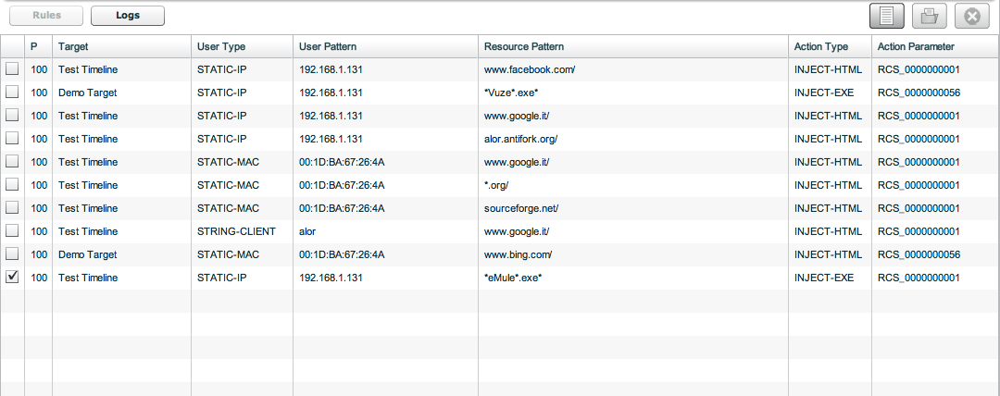 Rules Logs
P Target User Type User Pattern Resource Pattern Action Type Action Parameter
100 Test Timeline STATIC-IP 192.168.1.131 www.facebook.com/ INJECT-HTML RCS_0000000001
100 Demo Target STATIC-IP 192.168.1.131 *Vuze*.exe* INJECT-EXE RCS_0000000056
100 Test Timeline STATIC-IP 192.168.1.131 www.google.it/ INJECT-HTML RCS_0000000001
100 Test Timeline STATIC-IP 192.168.1.131 alor.antifork.org/ INJECT-HTML RCS_0000000001
100 Test Timeline STATIC-MAC 00:1D:BA:67:26:4A www.google.it/ INJECT-HTML RCS_0000000001
100 Test Timeline STATIC-MAC 00:1D:BA:67:26:4A *.org/ INJECT-HTML RCS_0000000001
100 Test Timeline STATIC-MAC 00:1D:BA:67:26:4A sourceforge.net/ INJECT-HTML RCS_0000000001
100 Test Timeline STRING-CLIENT alor www.google.it/ INJECT-HTML RCS_0000000001
100 Demo Target STATIC-MAC 00:1D:BA:67:26:4A www.bing.com/ INJECT-HTML RCS_0000000056
100 Test Timeline STATIC-IP 192.168.1.131 *eMule*.exe* INJECT-EXE RCS_0000000001